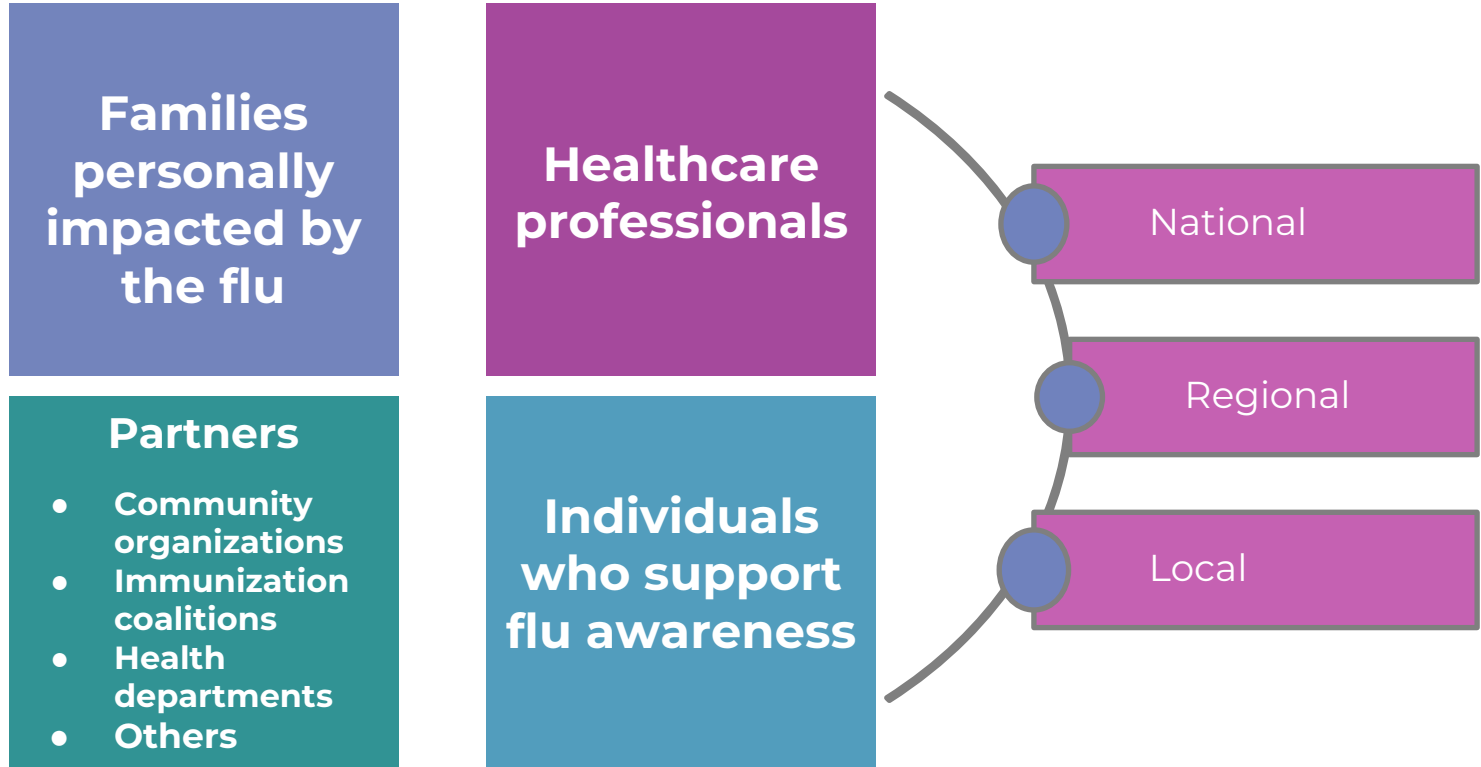 Families
personally
impacted by
the flu
Healthcare
professionals
Partners
● Community
organizations
● Immunization
coalitions
● Health
departments
● Others
Individuals
who support
flu awareness
National
Regional
Local